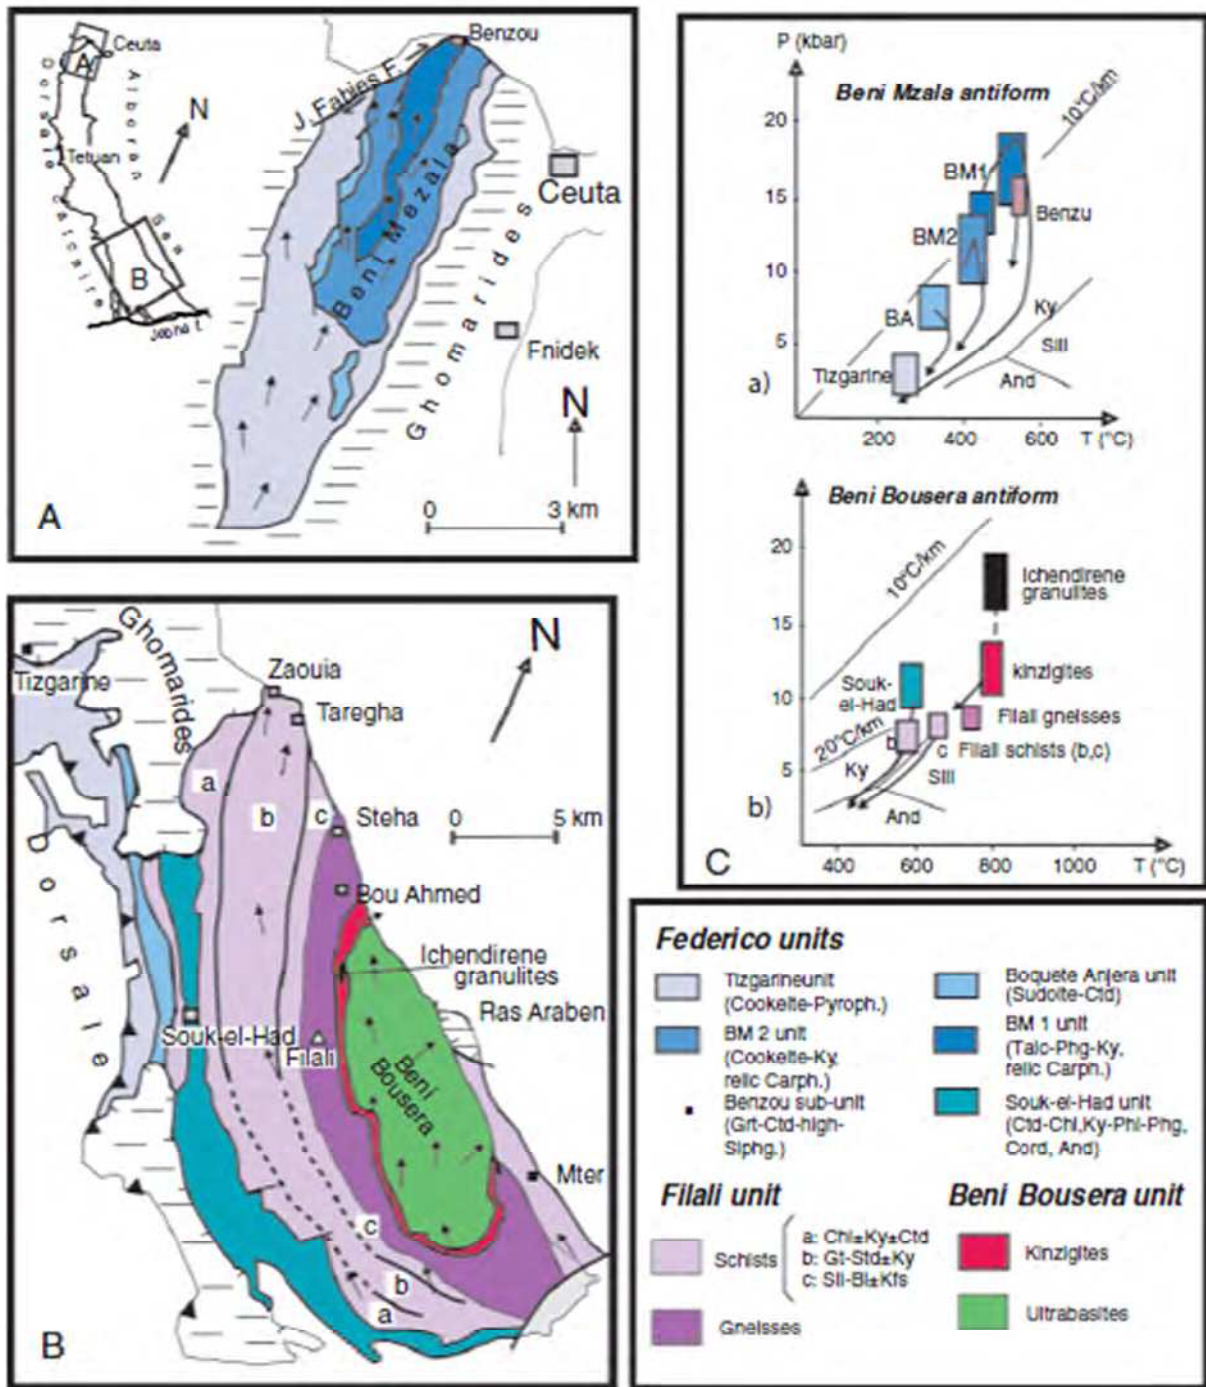 Ceuta
A
Dorsale calcaire
Alboran Sea
N
Tetuan
B
Jebha f.
Benzou
J. Fahies F.
Beni Mezala
Ghomarides
Ceuta
Fnidek
N
0 3 km
A
P (kbar)
Beni Mzala antiform
10°C/km
20
BM1
15
Benzu
BM2
10
Ky
BA
Sill
5
Tizgarine
And
a)
200 400 600 T (°C)
Beni Bousera antiform
20
10°C/km
Ichendirene
granulites
15
Souk-
el-Had
kinzigites
10
Filali gneisses
20°C/km
b
c Filali schists (b,c)
Ky
Sill
5
And
b)
C
400 600 800 1000 T (°C)
Ghomarides
N
Tizgarine
Zaouia
Taregha
a
b
c
Steha
0 5 km
Dorsale
Bou Ahmed
Ichendirene
granulites
Ras Araben
Souk-el-Had
Filali
Beni
Bousera
Mter
c
b
a
B
Federico units
Tizgarineunit
(Cookeite-Pyroph.)
Boquete Anjera unit
(Sudoite-Ctd)
BM 2 unit
(Cookeite-Ky,
relic Carph.)
BM 1 unit
(Talc-Phg-Ky,
relic Carph.)
Benzou sub-unit
(Grt-Ctd-high-
Siphg.)
Souk-el-Had unit
(Ctd-Chl,Ky-Phl-Phg,
Cord, And)
Filali unit
Schists
a: Chl±Ky±Ctd
b: Gt-Std±Ky
c: Sil-Bi±Kfs
Gneisses
Beni Bousera unit
Kinzigites
Ultrabasites